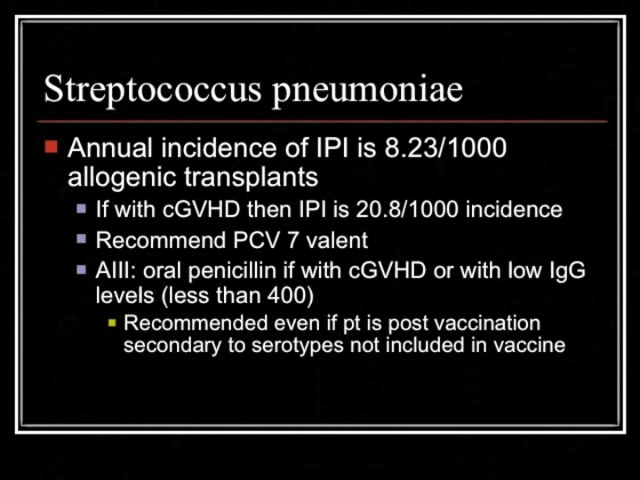 Streptococcus pneumoniae
Annual incidence of IPI is 8.23/1000
allogenic transplants
If with cGVHD then IPI is 20.8/1000 incidence
Recommend PCV 7 valent
AIII: oral penicillin if with cGVHD or with low IgG
levels (less than 400)
Recommended even if pt is post vaccination
secondary to serotypes not included in vaccine